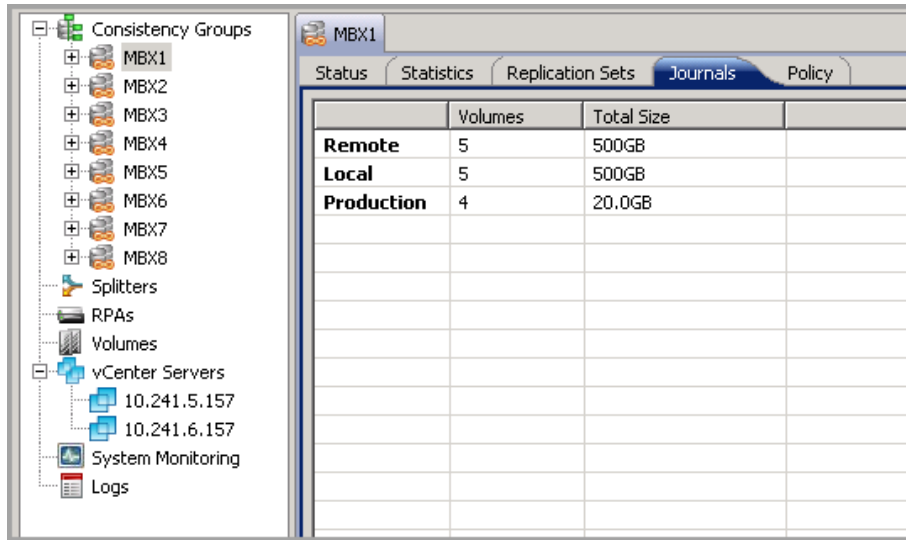 Consistency Groups
MBX1
MBX2
MBX3
MBX4
MBX5
MBX6
MBX7
MBX8
Splitters
RPAs
Volumes
vCenter Servers
10.241.5.157
10.241.6.157
System Monitoring
Logs
MBX1
Status Statistics Replication Sets Journals Policy
Volumes Total Size
Remote 5 500GB
Local 5 500GB
Production 4 20.0GB